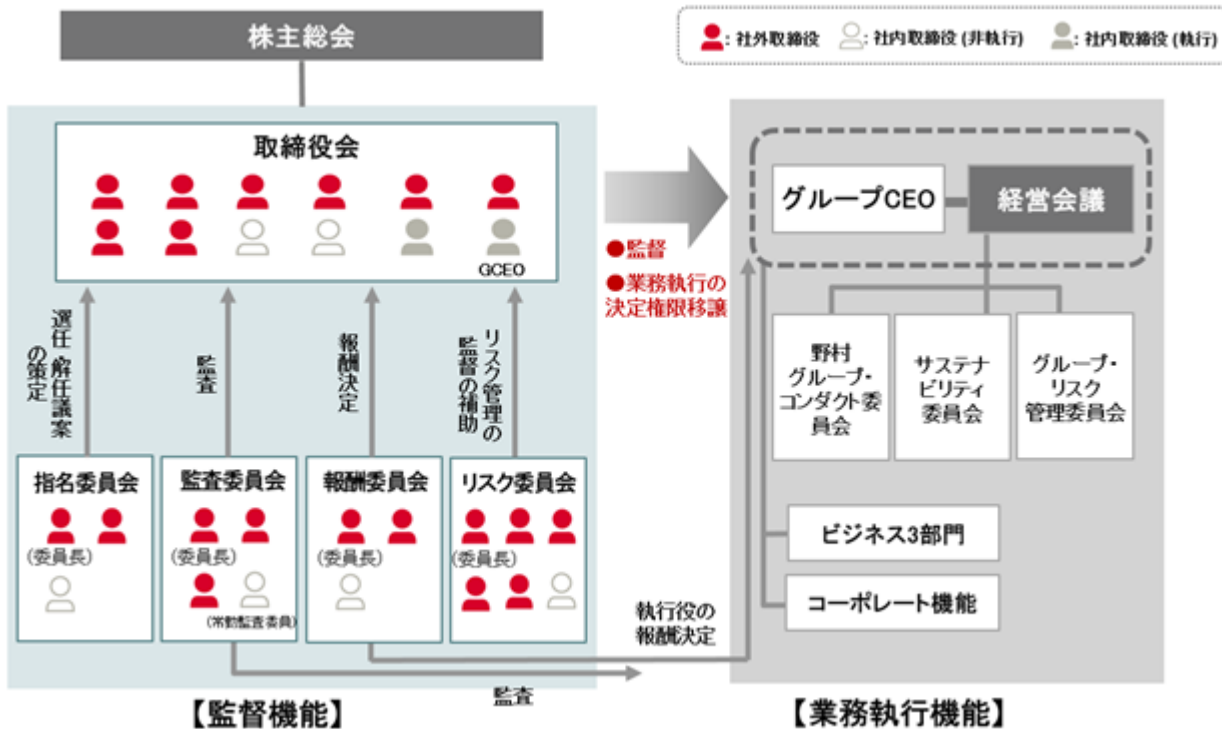 株主総会
: 社外取締役
: 社内取締役 (非執行)
: 社内取締役 (執行)
取締役会
GCEO
●監督
●業務執行の
決定権限移譲
グループCEO
経営会議
野村
グループ・
コンダクト委
員会
サステナ
ビリティ
委員会
グループ・
リスク
管理委員会
選任・解任議案
の策定
監査
報酬決定
リスク管理の
監督の補助
指名委員会
(委員長)
監査委員会
(委員長)
(常勤監査委員)
報酬委員会
(委員長)
リスク委員会
(委員長)
ビジネス3部門
コーポレート機能
執行役の
報酬決定
監査
【監督機能】
【業務執行機能】